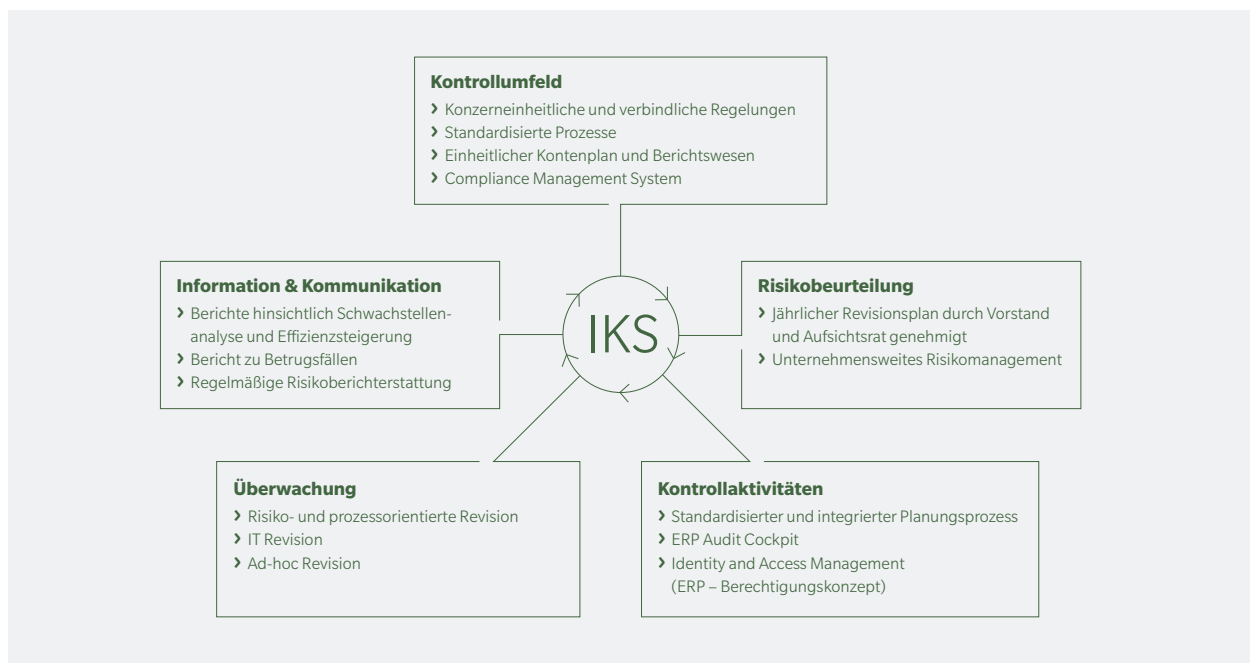 Kontrollumfeld
› Konzerneinheitliche und verbindliche Regelungen
› Standardisierte Prozesse
› Einheitlicher Kontenplan und Berichtswesen
› Compliance Management System
Information & Kommunikation
› Berichte hinsichtlich Schwachstellen-
analyse und Effizienzsteigerung
› Bericht zu Betrugsfällen
› Regelmäßige Risikoberichterstattung
IKS
Risikobeurteilung
› Jährlicher Revisionsplan durch Vorstand
und Aufsichtsrat genehmigt
› Unternehmensweites Risikomanagement
Überwachung
› Risiko- und prozessorientierte Revision
› IT Revision
› Ad-hoc Revision
Kontrollaktivitäten
› Standardisierter und integrierter Planungsprozess
› ERP Audit Cockpit
› Identity and Access Management
(ERP – Berechtigungskonzept)